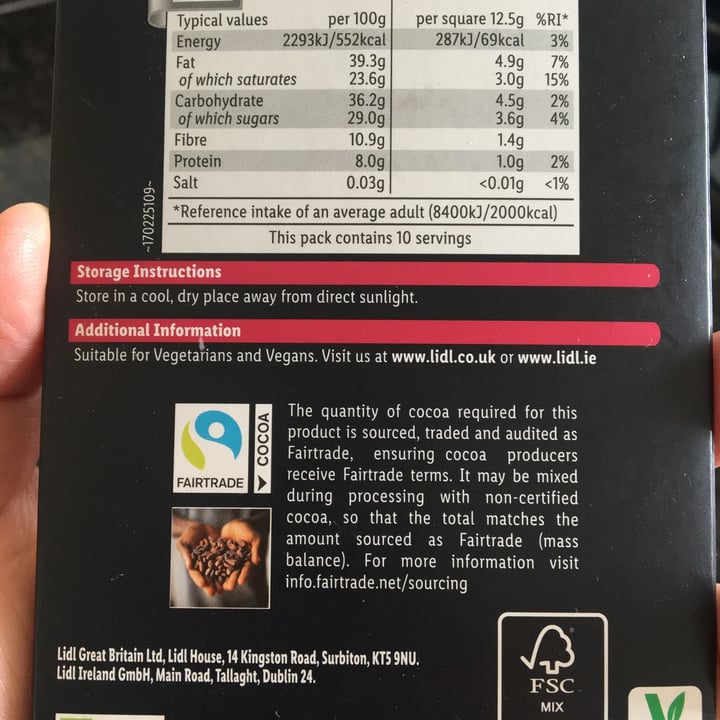 Typical values per 100g per square 12.5g %RI*
Energy 2293kJ/552kcal 287kJ/69kcal 3%
Fat 39.3g 4.9g 7%
of which saturates 23.6g 3.0g 15%
Carbohydrate 36.2g 4.5g 2%
of which sugars 29.0g 3.6g 4%
Fibre 10.9g 1.4g
Protein 8.0g 1.0g 2%
Salt 0.03g <0.01g <1%
*Reference intake of an average adult (8400kJ/2000kcal)
This pack contains 10 servings
~170225109~
Storage Instructions
Store in a cool, dry place away from direct sunlight.
Additional Information
Suitable for Vegetarians and Vegans. Visit us at www.lidl.co.uk or www.lidl.ie
FAIRTRADE
COCOA
The quantity of cocoa required for this
product is sourced, traded and audited as
Fairtrade, ensuring cocoa producers
receive Fairtrade terms. It may be mixed
during processing with non-certified
cocoa, so that the total matches the
amount sourced as Fairtrade (mass
balance). For more information visit
info.fairtrade.net/sourcing
Lidl Great Britain Ltd, Lidl House, 14 Kingston Road, Surbiton, KT5 9NU.
Lidl Ireland GmbH, Main Road, Tallaght, Dublin 24.
FSC
MIX